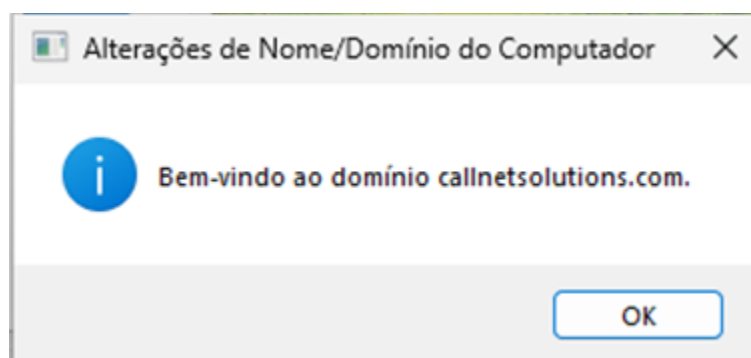 Alterações de Nome/Domínio do Computador
Bem-vindo ao domínio callnetsolutions.com.
OK